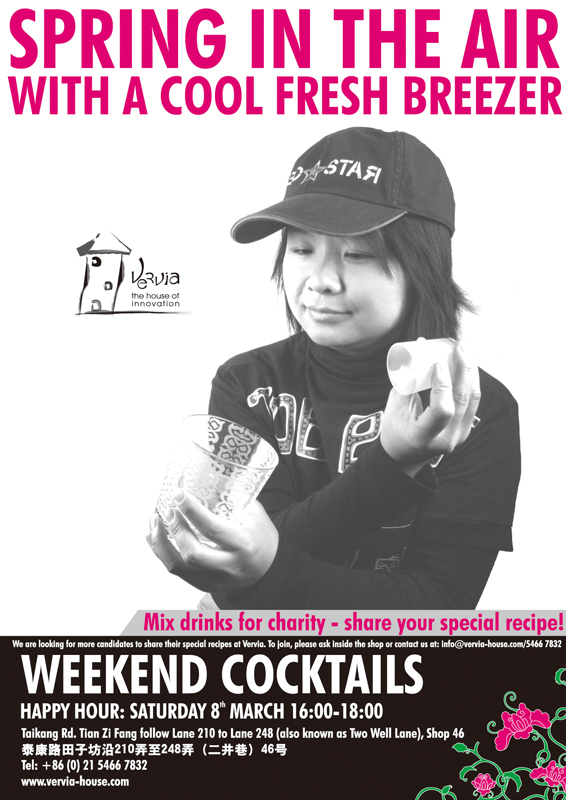 SPRING IN THE AIR
WITH A COOL FRESH BREEZER
STAR
Vervia
the house of
innovation
Mix drinks for charity - share your special recipe!
We are looking for more candidates to share their special recipes at Vervia. To join, please ask inside the shop or contact us at: info@vervia-house.com/5466 7832
WEEKEND COCKTAILS
HAPPY HOUR: SATURDAY 8th MARCH 16:00-18:00
Taikang Rd. Tian Zi Fang follow Lane 210 to Lane 248 (also known as Two Well Lane), Shop 46
泰康路田子坊沿210弄至248弄 (二井巷) 46号
Tel: +86 (0) 21 5466 7832
www.vervia-house.com